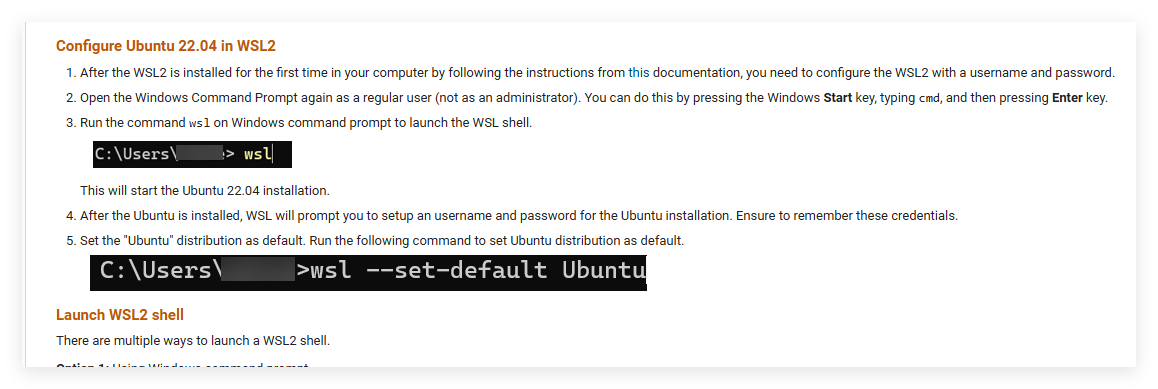 Configure Ubuntu 22.04 in WSL2
1. After the WSL2 is installed for the first time in your computer by following the instructions from this documentation, you need to configure the WSL2 with a username and password.
2. Open the Windows Command Prompt again as a regular user (not as an administrator). You can do this by pressing the Windows Start key, typing cmd, and then pressing Enter key.
3. Run the command wsl on Windows command prompt to launch the WSL shell.
C:\Users\ > wsl
This will start the Ubuntu 22.04 installation.
4. After the Ubuntu is installed, WSL will prompt you to setup an username and password for the Ubuntu installation. Ensure to remember these credentials.
5. Set the "Ubuntu" distribution as default. Run the following command to set Ubuntu distribution as default.
C:\Users\ >wsl --set-default Ubuntu
Launch WSL2 shell
There are multiple ways to launch a WSL2 shell.
Option 1: Using Windows command prompt